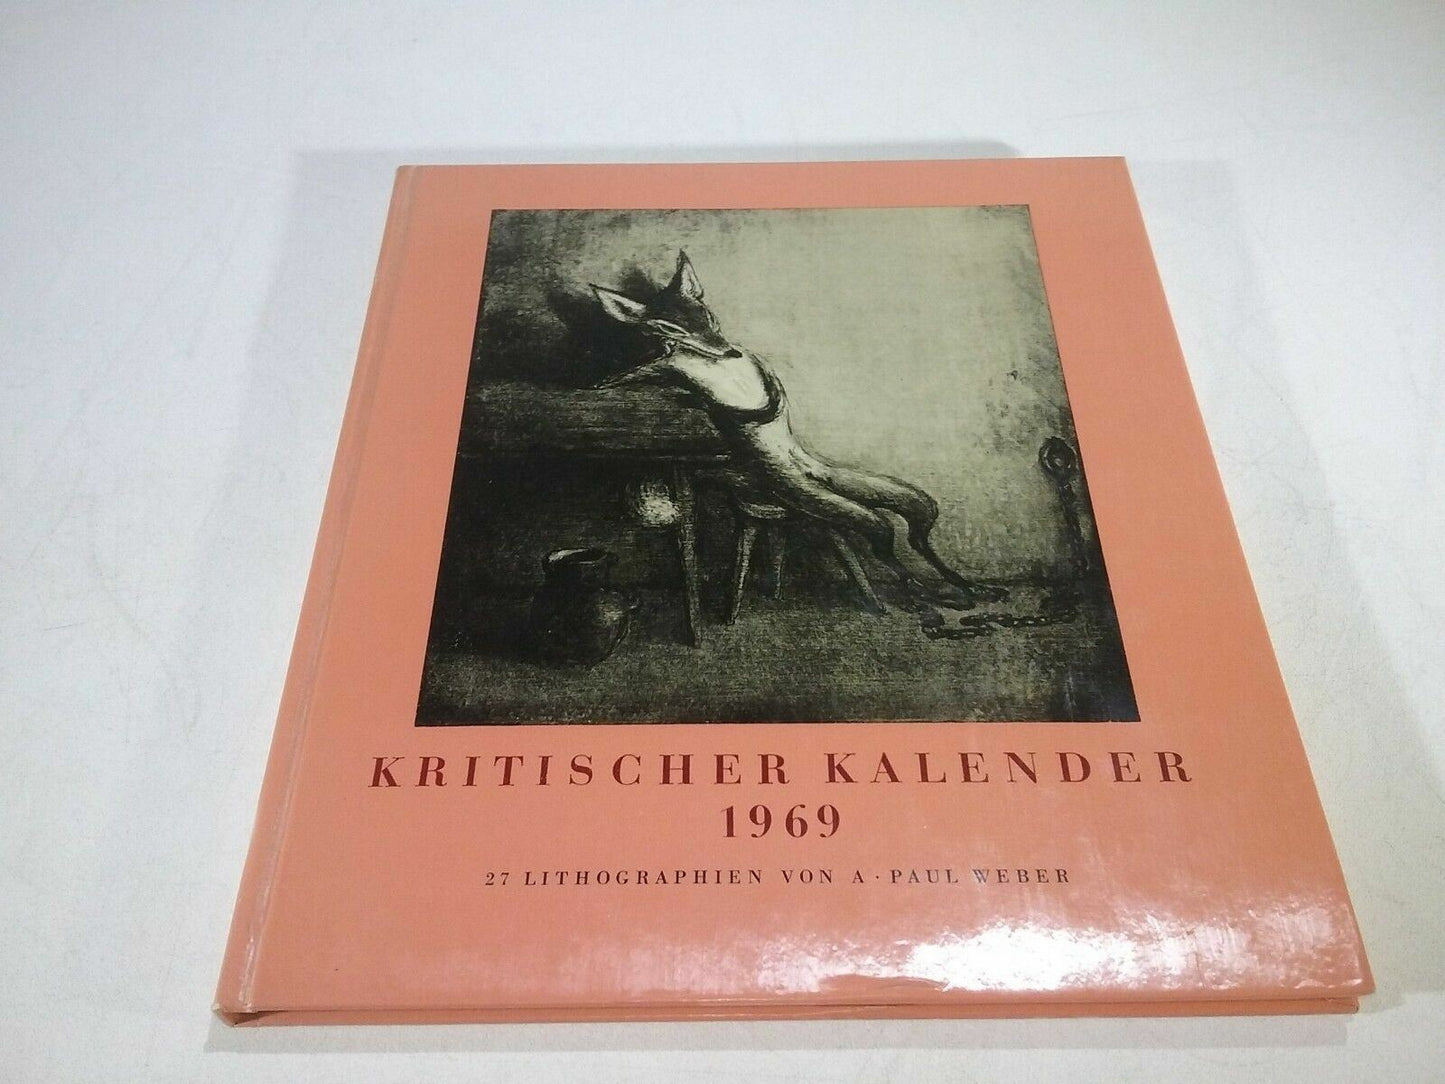 KRITISCHER KALENDER
1969
27 LITHOGRAPHIEN VON A · PAUL WEBER